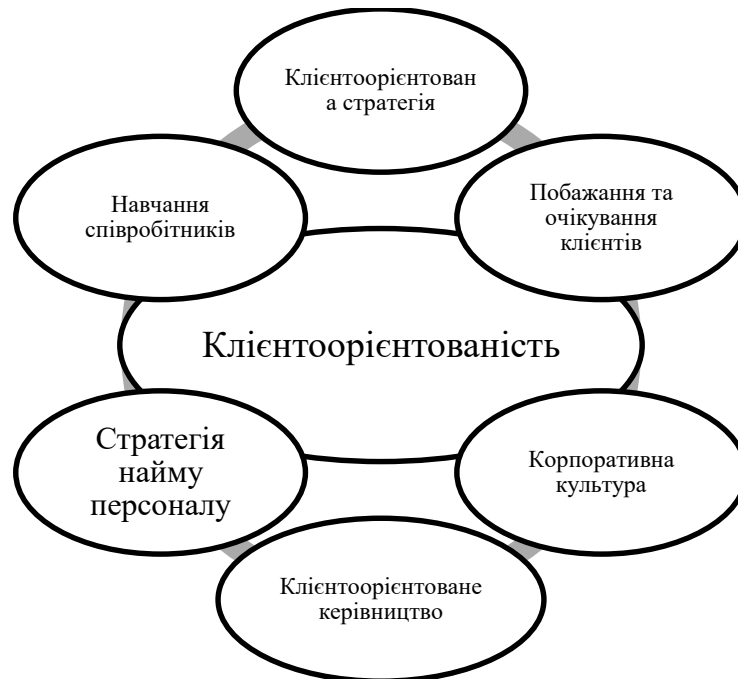 Клієнтоорієнтован
а стратегія
Навчання
співробітників
Побажання та
очікування
клієнтів
Клієнтоорієнтованість
Стратегія
найму
персоналу
Корпоративна
культура
Клієнтоорієнтоване
керівництво